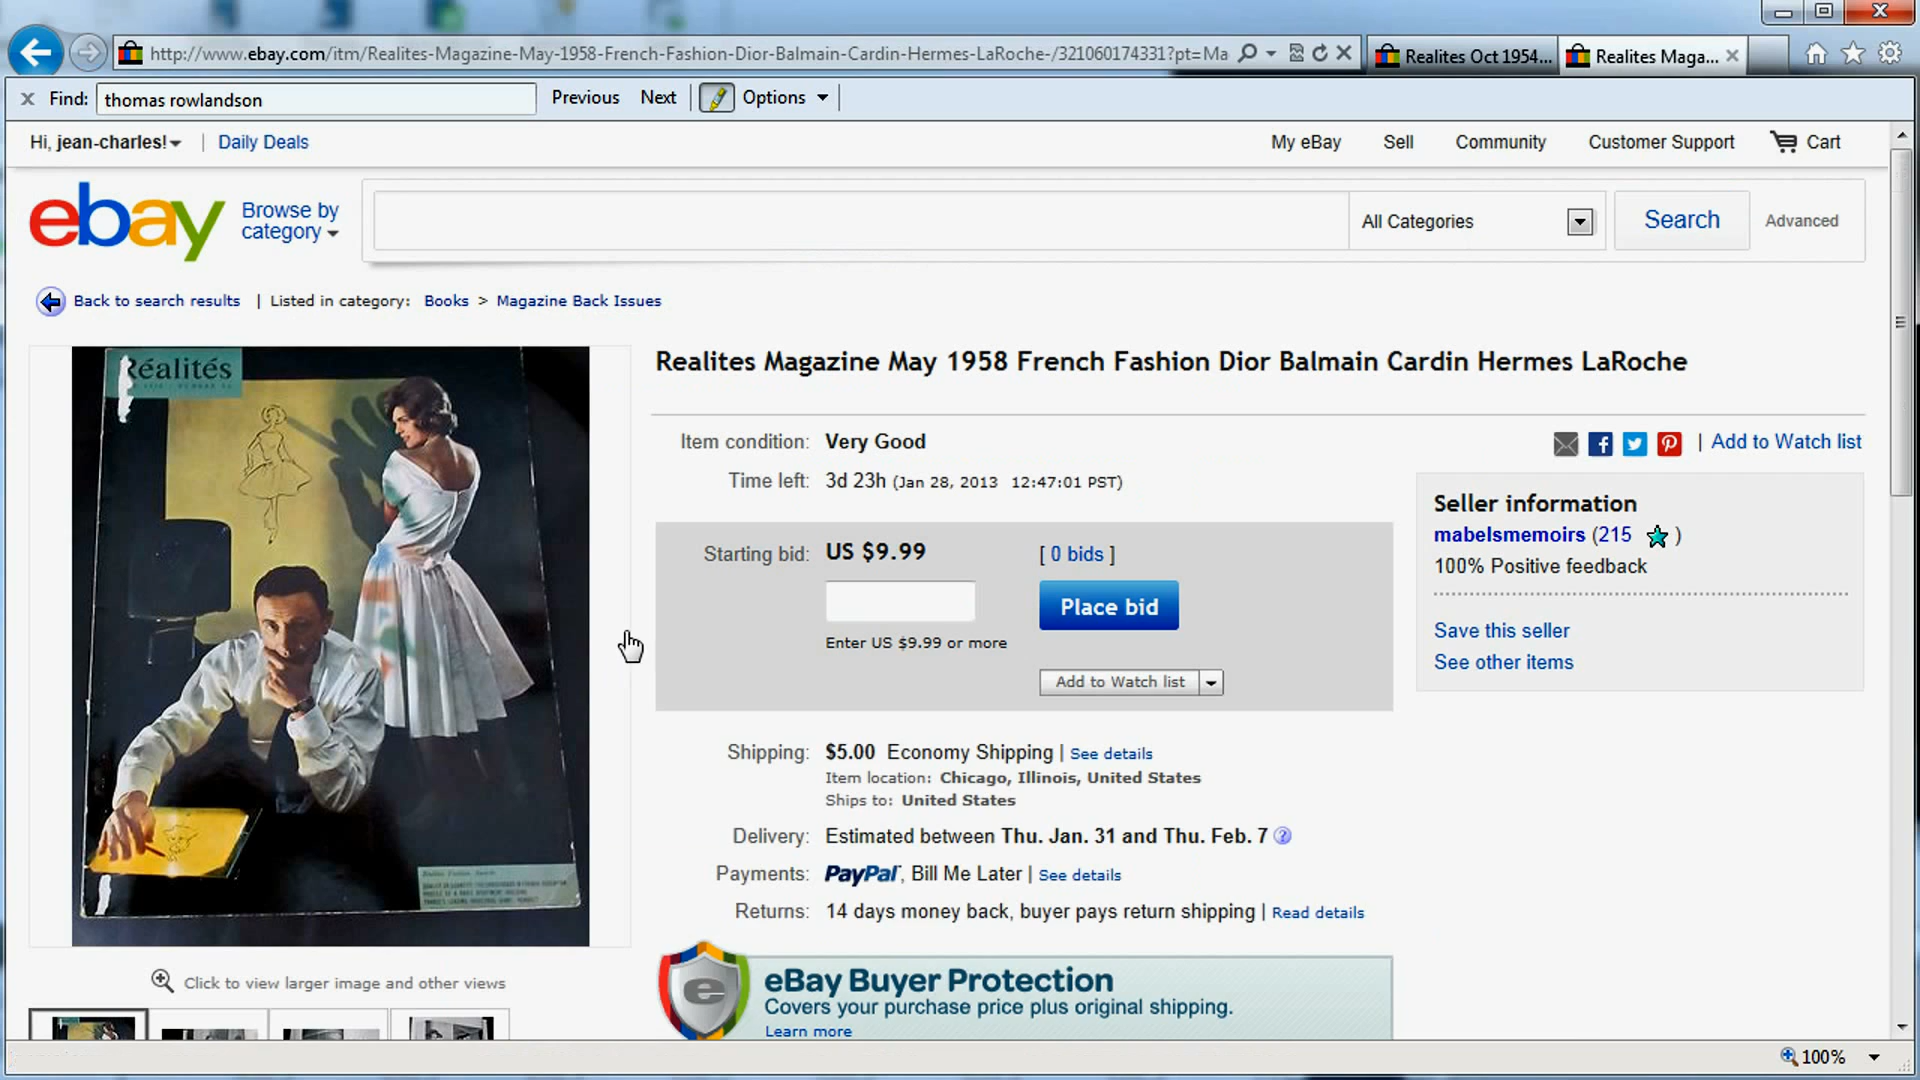 http://www.ebay.com/itm/Realites-Magazine-May-1958-French-Fashion-Dior-Balmain-Cardin-Hermes-LaRoche-/321060174331?pt=Ma
Realites Oct 1954...
Realites Maga...
Find: thomas rowlandson
Previous
Next
Options
Hi, jean-charles!
Daily Deals
My eBay
Sell
Community
Customer Support
Cart
ebay
Browse by
category
All Categories
Search
Advanced
Back to search results | Listed in category: Books > Magazine Back Issues
Réalités
Realites Magazine May 1958 French Fashion Dior Balmain Cardin Hermes LaRoche
Item condition: Very Good
| Add to Watch list
Time left: 3d 23h (Jan 28, 2013 12:47:01 PST)
Seller information
mabelsmemoirs (215 )
100% Positive feedback
Save this seller
See other items
Starting bid: US $9.99
[ 0 bids ]
Place bid
Enter US $9.99 or more
Add to Watch list
Shipping: $5.00 Economy Shipping | See details
Item location: Chicago, Illinois, United States
Ships to: United States
Delivery: Estimated between Thu. Jan. 31 and Thu. Feb. 7 ?
Payments: PayPal, Bill Me Later | See details
Returns: 14 days money back, buyer pays return shipping | Read details
Click to view larger image and other views
e
eBay Buyer Protection
Covers your purchase price plus original shipping.
Learn more
100%